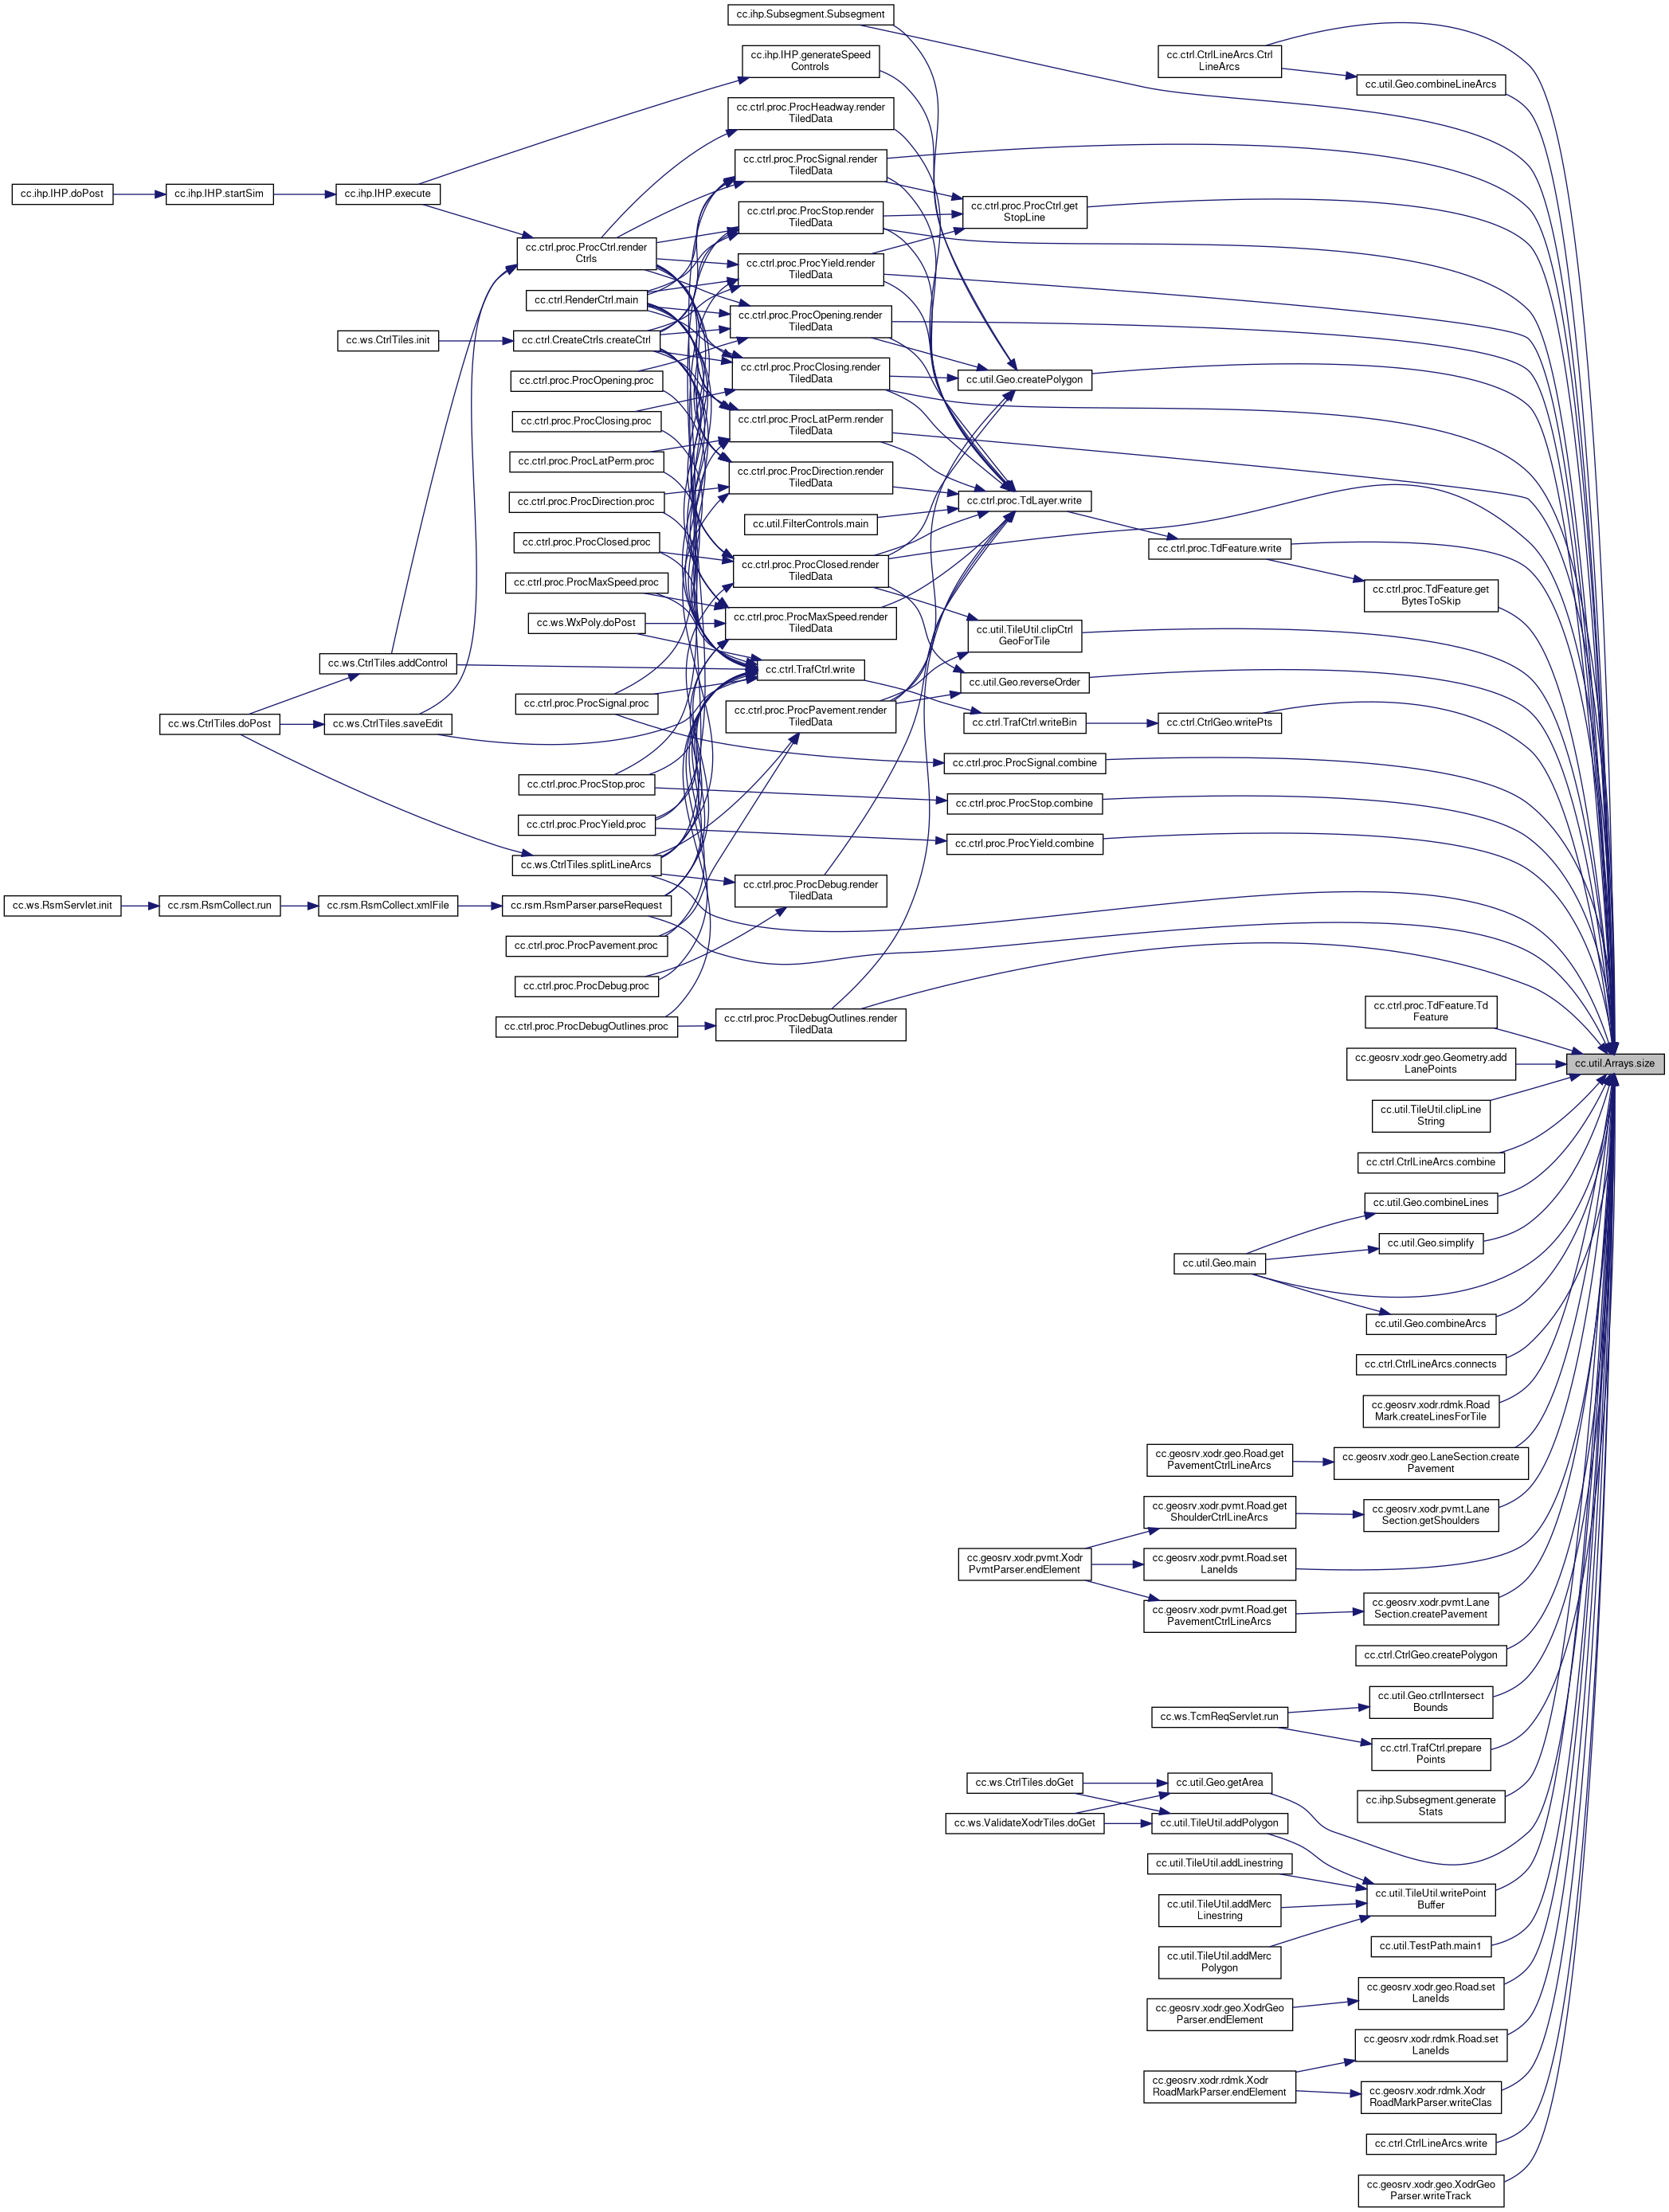 cc.ihp.Subsegment.Subsegment
cc.ctrl.CtrlLineArcs.Ctrl
LineArcs
cc.ihp.IHP.generateSpeed
Controls
cc.util.Geo.combineLineArcs
cc.ctrl.proc.ProcHeadway.render
TiledData
cc.ctrl.proc.ProcSignal.render
TiledData
cc.ihp.IHP.doPost
cc.ihp.IHP.startSim
cc.ihp.IHP.execute
cc.ctrl.proc.ProcStop.render
TiledData
cc.ctrl.proc.ProcCtrl.get
StopLine
cc.ctrl.proc.ProcCtrl.render
Ctrls
cc.ctrl.proc.ProcYield.render
TiledData
cc.ctrl.RenderCtrl.main
cc.ctrl.proc.ProcOpening.render
TiledData
cc.ws.CtrlTiles.init
cc.ctrl.CreateCtrls.createCtrl
cc.ctrl.proc.ProcClosing.render
TiledData
cc.ctrl.proc.ProcOpening.proc
cc.util.Geo.createPolygon
cc.ctrl.proc.ProcClosing.proc
cc.ctrl.proc.ProcLatPerm.render
TiledData
cc.ctrl.proc.ProcLatPerm.proc
cc.ctrl.proc.ProcDirection.render
TiledData
cc.ctrl.proc.ProcDirection.proc
cc.ctrl.proc.TdLayer.write
cc.util.FilterControls.main
cc.ctrl.proc.ProcClosed.proc
cc.ctrl.proc.TdFeature.write
cc.ctrl.proc.ProcClosed.render
TiledData
cc.ctrl.proc.ProcMaxSpeed.proc
cc.ctrl.proc.TdFeature.get
BytesToSkip
cc.ws.WxPoly.doPost
cc.ctrl.proc.ProcMaxSpeed.render
TiledData
cc.util.TileUtil.clipCtrl
GeoForTile
cc.ws.CtrlTiles.addControl
cc.ctrl.TrafCtrl.write
cc.util.Geo.reverseOrder
cc.ctrl.proc.ProcSignal.proc
cc.ctrl.proc.ProcPavement.render
TiledData
cc.ws.CtrlTiles.doPost
cc.ws.CtrlTiles.saveEdit
cc.ctrl.TrafCtrl.writeBin
cc.ctrl.CtrlGeo.writePts
cc.ctrl.proc.ProcSignal.combine
cc.ctrl.proc.ProcStop.proc
cc.ctrl.proc.ProcStop.combine
cc.ctrl.proc.ProcYield.proc
cc.ctrl.proc.ProcYield.combine
cc.ws.CtrlTiles.splitLineArcs
cc.ctrl.proc.ProcDebug.render
TiledData
cc.ws.RsmServlet.init
cc.rsm.RsmCollect.run
cc.rsm.RsmCollect.xmlFile
cc.rsm.RsmParser.parseRequest
cc.ctrl.proc.ProcPavement.proc
cc.ctrl.proc.ProcDebug.proc
cc.ctrl.proc.ProcDebugOutlines.proc
cc.ctrl.proc.ProcDebugOutlines.render
TiledData
cc.ctrl.proc.TdFeature.Td
Feature
cc.geosrv.xodr.geo.Geometry.add
LanePoints
cc.util.Arrays.size
cc.util.TileUtil.clipLine
String
cc.ctrl.CtrlLineArcs.combine
cc.util.Geo.combineLines
cc.util.Geo.simplify
cc.util.Geo.main
cc.util.Geo.combineArcs
cc.ctrl.CtrlLineArcs.connects
cc.geosrv.xodr.rdmk.Road
Mark.createLinesForTile
cc.geosrv.xodr.geo.Road.get
PavementCtrlLineArcs
cc.geosrv.xodr.geo.LaneSection.create
Pavement
cc.geosrv.xodr.pvmt.Road.get
ShoulderCtrlLineArcs
cc.geosrv.xodr.pvmt.Lane
Section.getShoulders
cc.geosrv.xodr.pvmt.Xodr
PvmtParser.endElement
cc.geosrv.xodr.pvmt.Road.set
LaneIds
cc.geosrv.xodr.pvmt.Road.get
PavementCtrlLineArcs
cc.geosrv.xodr.pvmt.Lane
Section.createPavement
cc.ctrl.CtrlGeo.createPolygon
cc.util.Geo.ctrlIntersect
Bounds
cc.ws.TcmReqServlet.run
cc.ctrl.TrafCtrl.prepare
Points
cc.ws.CtrlTiles.doGet
cc.util.Geo.getArea
cc.ihp.Subsegment.generate
Stats
cc.ws.ValidateXodrTiles.doGet
cc.util.TileUtil.addPolygon
cc.util.TileUtil.addLinestring
cc.util.TileUtil.writePoint
Buffer
cc.util.TileUtil.addMerc
Linestring
cc.util.TestPath.main1
cc.util.TileUtil.addMerc
Polygon
cc.geosrv.xodr.geo.Road.set
LaneIds
cc.geosrv.xodr.geo.XodrGeo
Parser.endElement
cc.geosrv.xodr.rdmk.Road.set
LaneIds
cc.geosrv.xodr.rdmk.Xodr
RoadMarkParser.endElement
cc.geosrv.xodr.rdmk.Xodr
RoadMarkParser.writeClas
cc.ctrl.CtrlLineArcs.write
cc.geosrv.xodr.geo.XodrGeo
Parser.writeTrack